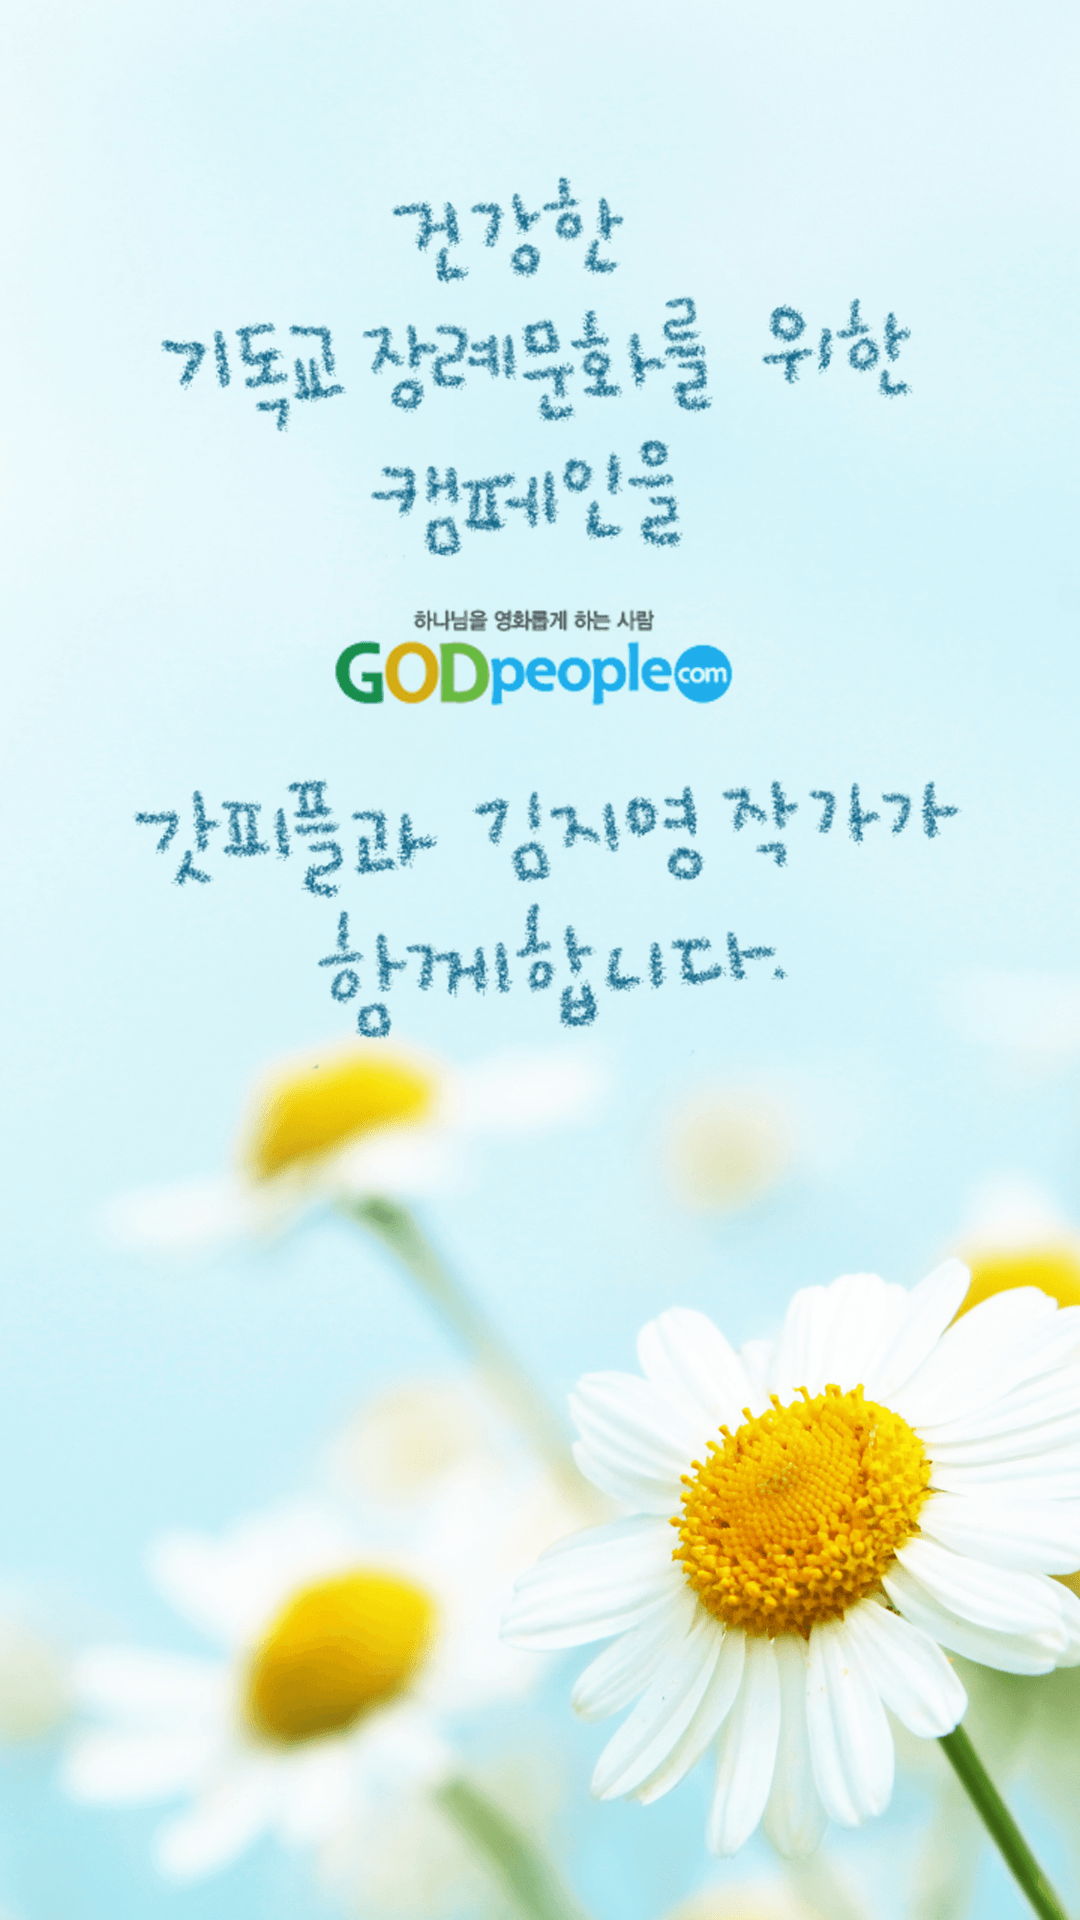 건강한
기독교 장례문화를 위한
캠페인을
하나님을 영화롭게 하는 사람
GODpeople.com
갓피플과 김지명 작가가
함께합니다.